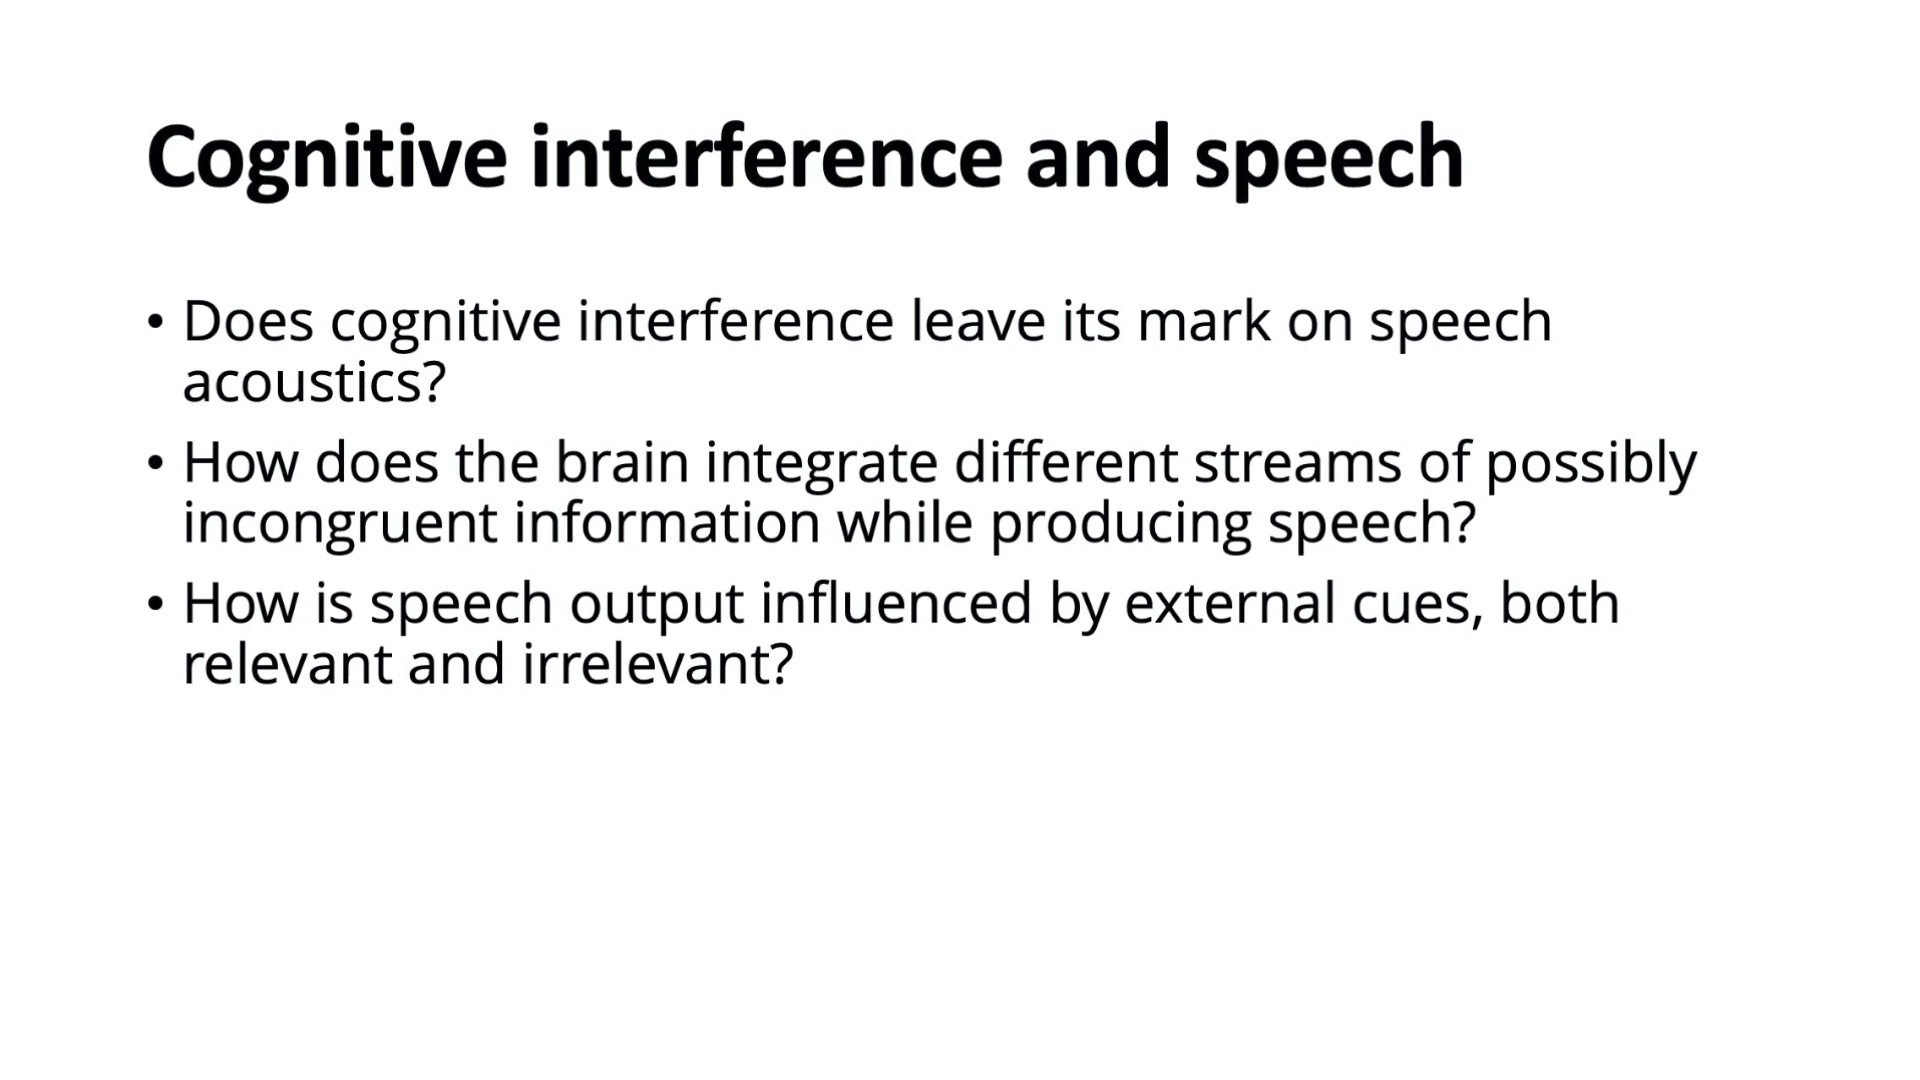 Cognitive interference and speech
• Does cognitive interference leave its mark on speech
acoustics?
• How does the brain integrate different streams of possibly
incongruent information while producing speech?
• How is speech output influenced by external cues, both
relevant and irrelevant?